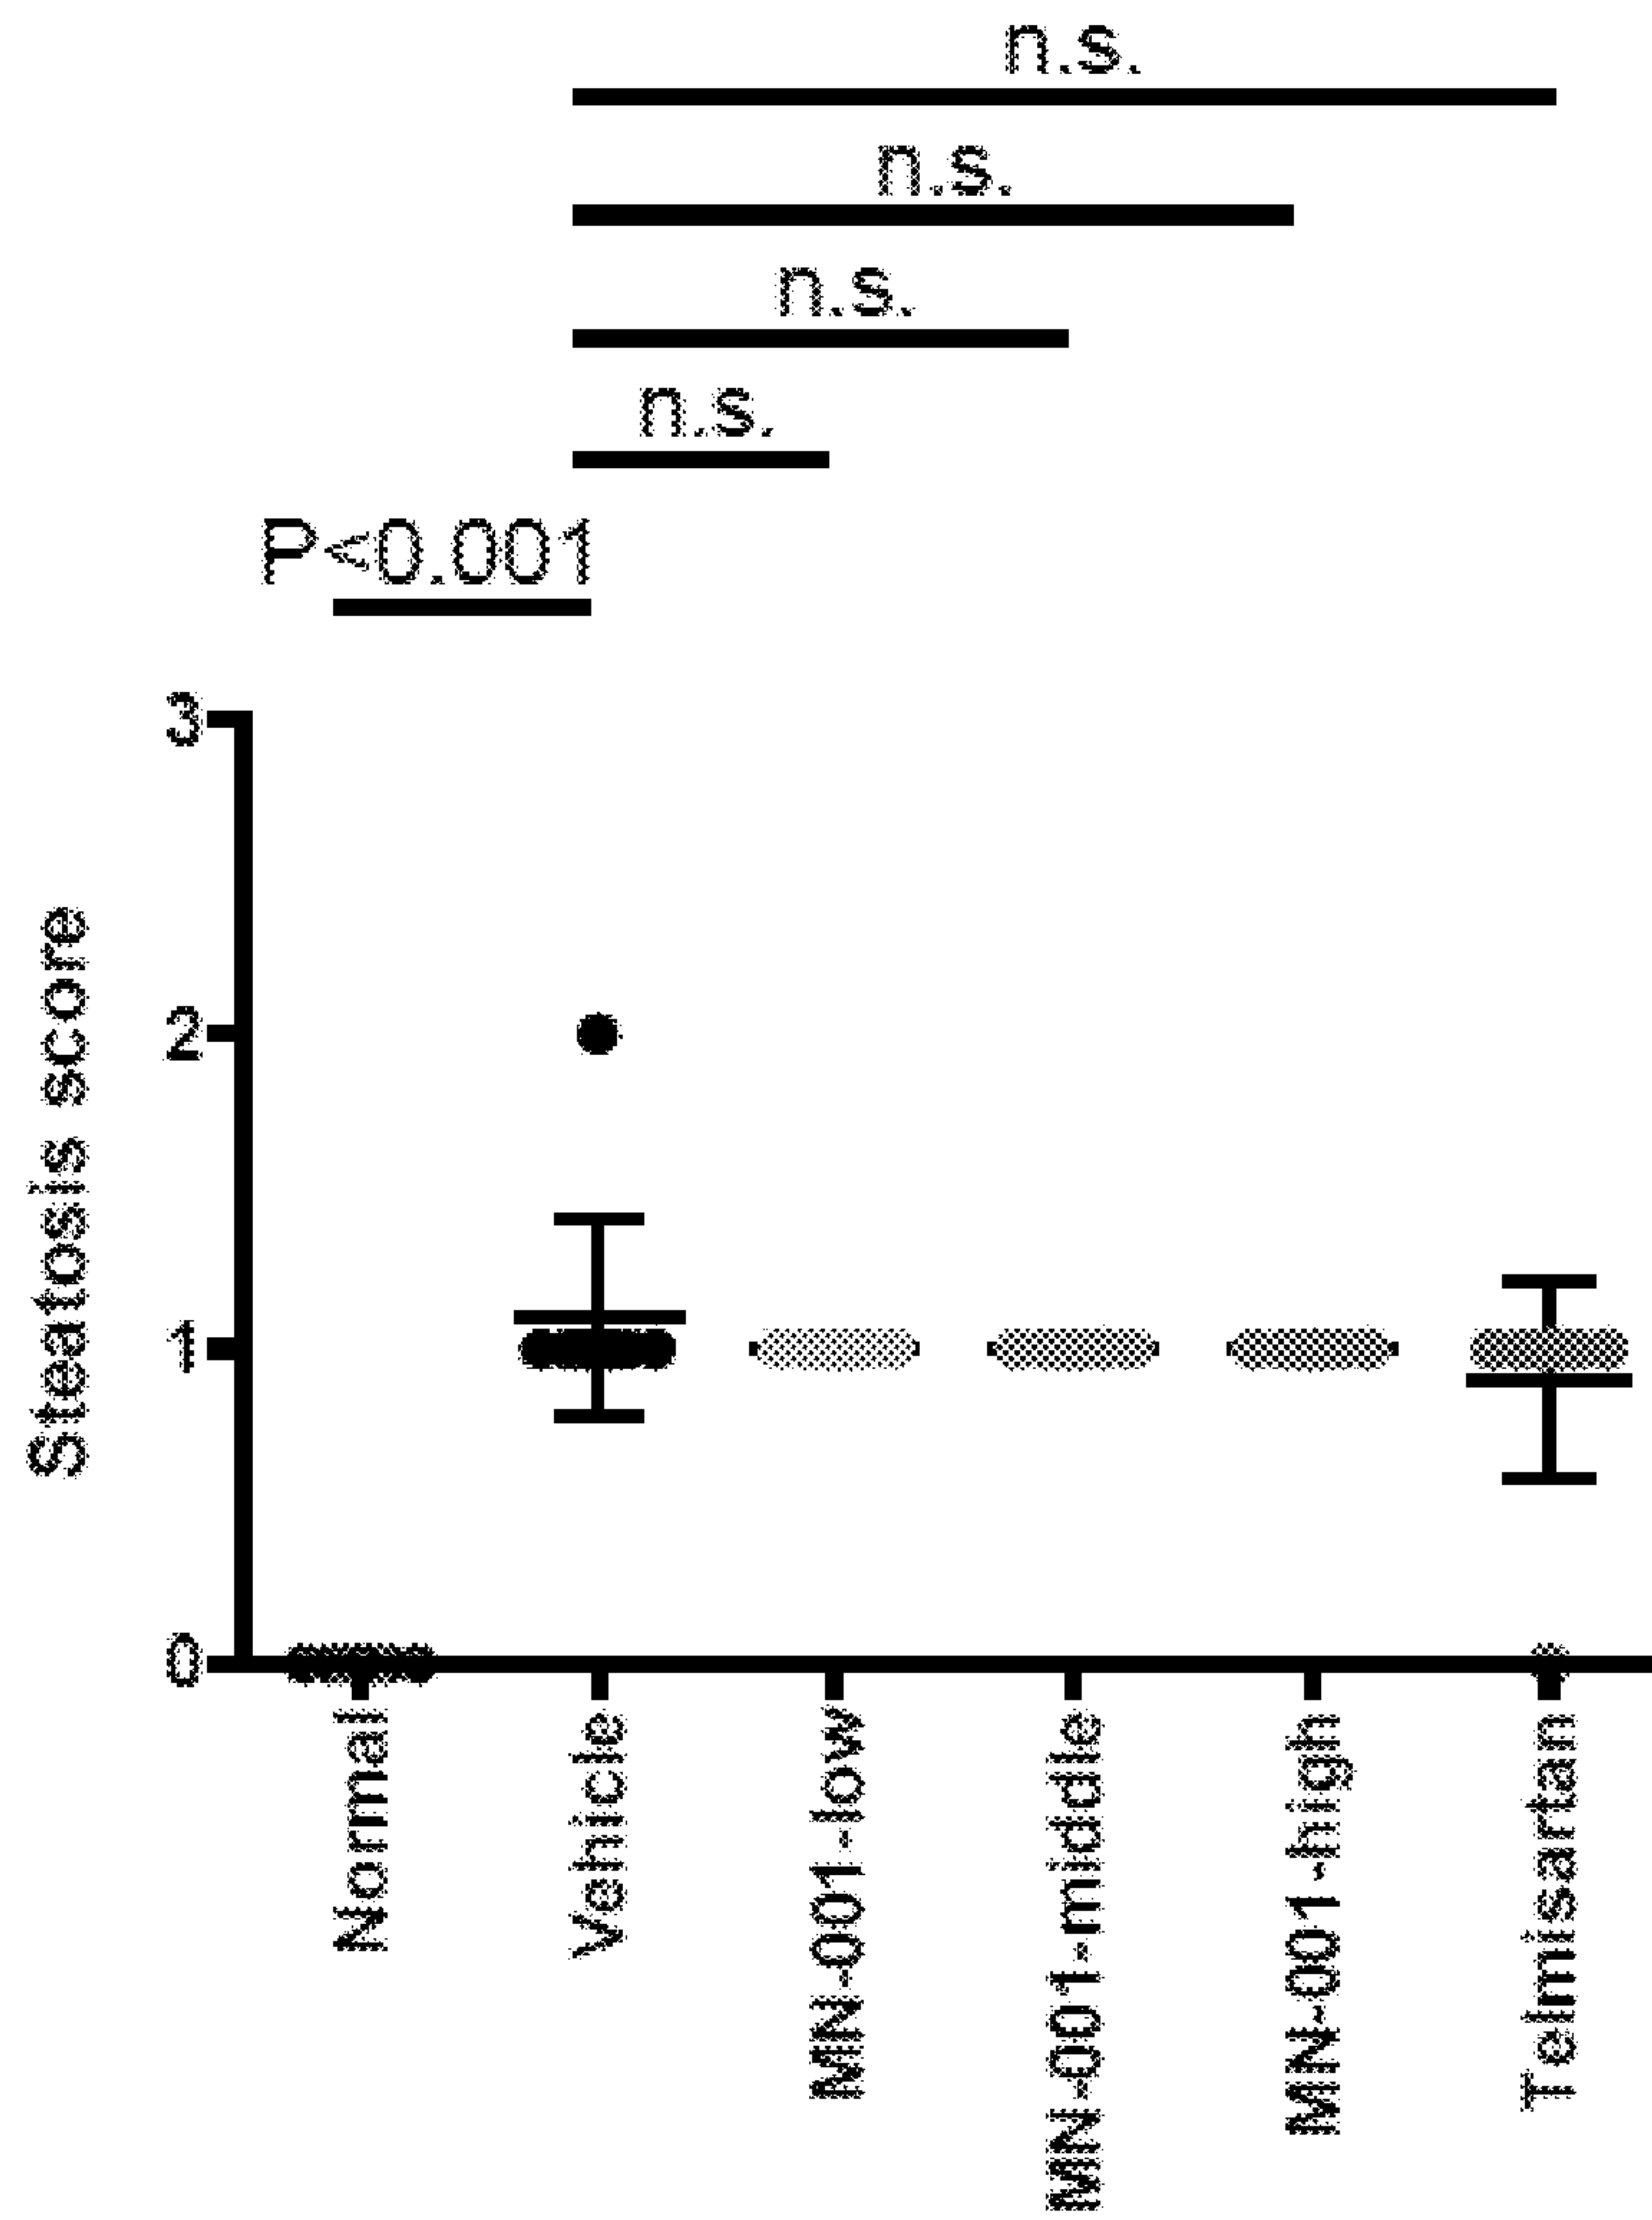 n.s.
n.s.
n.s.
n.s.
P<0.001
3
2
1
0
Steatosis score
Normal
Vehicle
MN-001-low
MN-001-middle
MN-001-high
Telmisartan